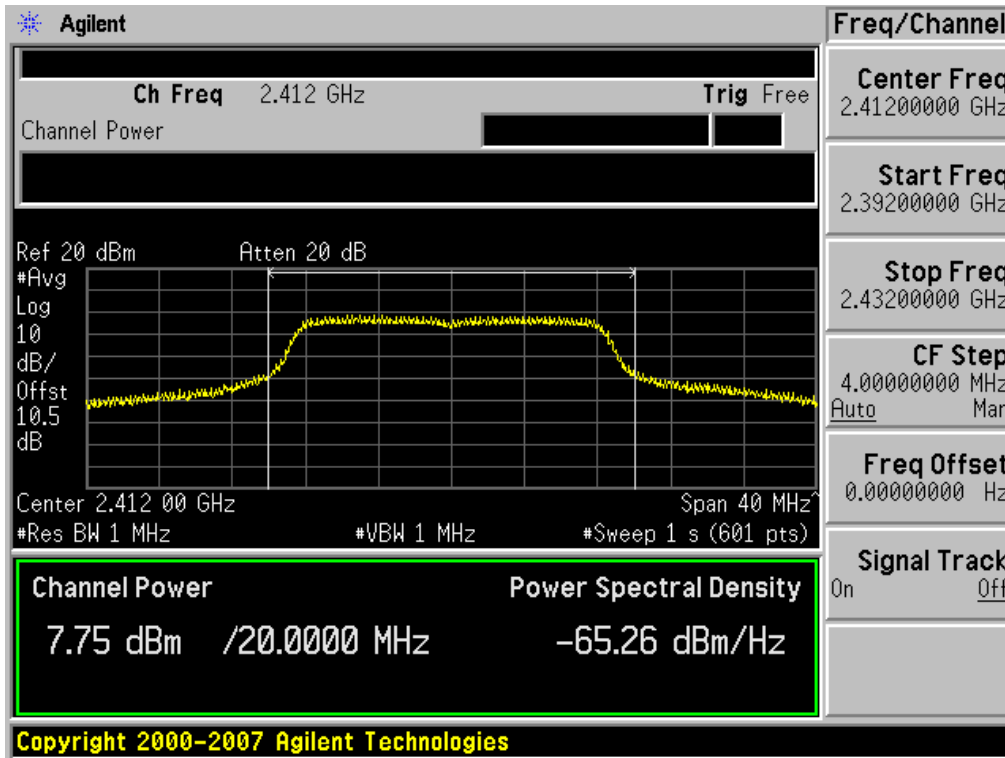 Agilent
Freq/Channel
Ch Freq 2.412 GHz Trig Free
Channel Power
Center Freq
2.41200000 GHz
Start Freq
2.39200000 GHz
Stop Freq
2.43200000 GHz
CF Step
4.00000000 MHz
Auto Man
Freq Offset
0.00000000 Hz
Signal Track
On Off
Ref 20 dBm Atten 20 dB
#Avg
Log
10
dB/
Offst
10.5
dB
Center 2.412 00 GHz Span 40 MHz^
#Res BW 1 MHz #VBW 1 MHz #Sweep 1 s (601 pts)
Channel Power Power Spectral Density
7.75 dBm /20.0000 MHz -65.26 dBm/Hz
Copyright 2000-2007 Agilent Technologies